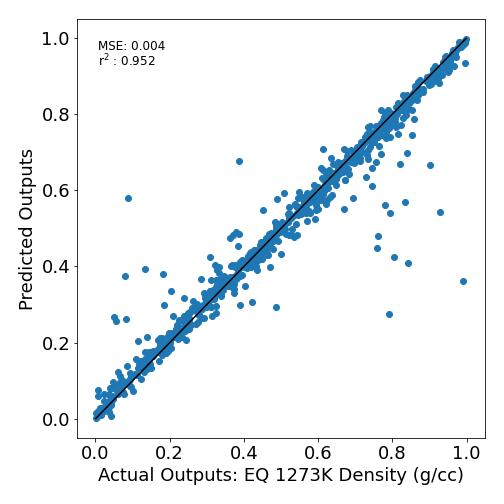 MSE: 0.004
r² : 0.952
1.0
0.8
0.6
0.4
0.2
0.0
Predicted Outputs
0.0 0.2 0.4 0.6 0.8 1.0
Actual Outputs: EQ 1273K Density (g/cc)